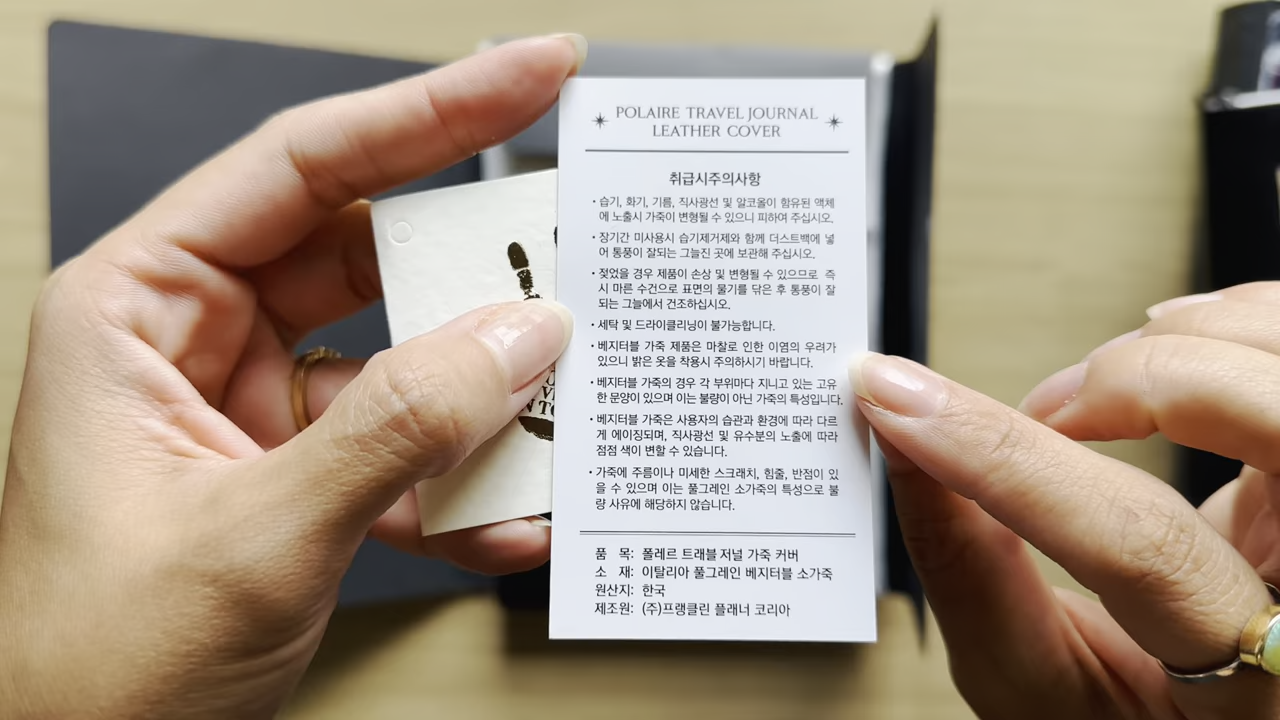 POLAIRE TRAVEL JOURNAL
LEATHER COVER
취급시주의사항
• 습기, 화기, 기름, 직사광선 및 알코올이 함유된 액체
에 노출시 가죽이 변형될 수 있으니 피하여 주십시오.
• 장기간 미사용시 습기제거제와 함께 더스트백에 넣
어 통풍이 잘되는 그늘진 곳에 보관해 주십시오.
• 젖었을 경우 제품이 손상 및 변형될 수 있으므로 즉
시 마른 수건으로 표면의 물기를 닦은 후 통풍이 잘
되는 그늘에서 건조하십시오.
• 세탁 및 드라이클리닝이 불가능합니다.
• 베지터블 가죽 제품은 마찰로 인한 이염의 우려가
있으니 밝은 옷을 착용시 주의하시기 바랍니다.
• 베지터블 가죽의 경우 각 부위마다 지니고 있는 고유
한 문양이 있으며 이는 불량이 아닌 가죽의 특성입니다.
• 베지터블 가죽은 사용자의 습관과 환경에 따라 다르
게 에이징되며, 직사광선 및 유수분의 노출에 따라
점점 색이 변할 수 있습니다.
• 가죽에 주름이나 미세한 스크래치, 힘줄, 반점이 있
을 수 있으며 이는 풀그레인 소가죽의 특성으로 불
량 사유에 해당하지 않습니다.
품 목: 폴레르 트래블 저널 가죽 커버
소 재: 이탈리아 풀그레인 베지터블 소가죽
원산지: 한국
제조원: (주)프랭클린 플래너 코리아